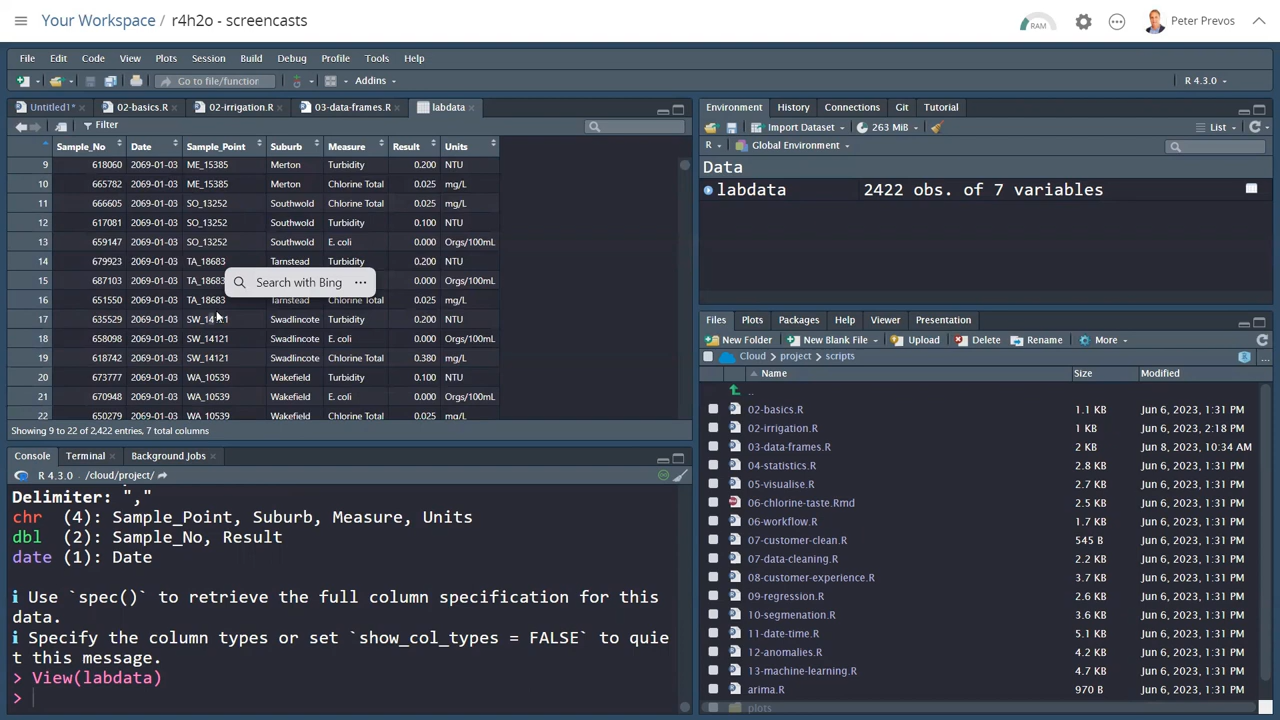 Your Workspace / r4h2o - screencasts
RAM
Peter Prevos
File Edit Code View Plots Session Build Debug Profile Tools Help
Go to file/function Addins R 4.3.0
Untitled1* × 02-basics.R × 02-irrigation.R × 03-data-frames.R × labdata ×
Filter
Sample_No Date Sample_Point Suburb Measure Result Units
9 618060 2069-01-03 ME_15385 Merton Turbidity 0.200 NTU
10 665782 2069-01-03 ME_15385 Merton Chlorine Total 0.025 mg/L
11 666605 2069-01-03 SO_13252 Southwold Chlorine Total 0.025 mg/L
12 617081 2069-01-03 SO_13252 Southwold Turbidity 0.100 NTU
13 659147 2069-01-03 SO_13252 Southwold E. coli 0.000 Orgs/100mL
14 679923 2069-01-03 TA_18683 Tarnstead Turbidity 0.200 NTU
15 687103 2069-01-03 TA_18683 0.000 Orgs/100mL
Search with Bing ···
16 651550 2069-01-03 TA_18683 Tarnstead Chlorine Total 0.025 mg/L
17 635529 2069-01-03 SW_14121 Swadlincote Turbidity 0.200 NTU
18 658098 2069-01-03 SW_14121 Swadlincote E. coli 0.000 Orgs/100mL
19 618742 2069-01-03 SW_14121 Swadlincote Chlorine Total 0.380 mg/L
20 673777 2069-01-03 WA_10539 Wakefield Turbidity 0.100 NTU
21 670948 2069-01-03 WA_10539 Wakefield E. coli 0.000 Orgs/100mL
22 650279 2069-01-03 WA_10539 Wakefield Chlorine Total 0.025 mg/L
Showing 9 to 22 of 2,422 entries, 7 total columns
Console Terminal × Background Jobs ×
R 4.3.0 · /cloud/project/
Delimiter: ","
chr (4): Sample_Point, Suburb, Measure, Units
dbl (2): Sample_No, Result
date (1): Date
ℹ Use `spec()` to retrieve the full column specification for this
data.
ℹ Specify the column types or set `show_col_types = FALSE` to quie
t this message.
> View(labdata)
>
Environment History Connections Git Tutorial
Import Dataset 263 MiB List
R Global Environment
Data
labdata 2422 obs. of 7 variables
Files Plots Packages Help Viewer Presentation
New Folder New Blank File Upload Delete Rename More
Cloud project scripts ...
Name Size Modified
..
02-basics.R 1.1 KB Jun 6, 2023, 1:31 PM
02-irrigation.R 1 KB Jun 6, 2023, 2:18 PM
03-data-frames.R 2 KB Jun 8, 2023, 10:34 AM
04-statistics.R 2.8 KB Jun 6, 2023, 1:31 PM
05-visualise.R 2.7 KB Jun 6, 2023, 1:31 PM
06-chlorine-taste.Rmd 2.5 KB Jun 6, 2023, 1:31 PM
06-workflow.R 1.7 KB Jun 6, 2023, 1:31 PM
07-customer-clean.R 545 B Jun 6, 2023, 1:31 PM
07-data-cleaning.R 2.2 KB Jun 6, 2023, 1:31 PM
08-customer-experience.R 3.7 KB Jun 6, 2023, 1:31 PM
09-regression.R 2.6 KB Jun 6, 2023, 1:31 PM
10-segmenation.R 3.6 KB Jun 6, 2023, 1:31 PM
11-date-time.R 5.1 KB Jun 6, 2023, 1:31 PM
12-anomalies.R 4.2 KB Jun 6, 2023, 1:31 PM
13-machine-learning.R 5.1 KB Jun 6, 2023, 1:31 PM
arima.R 970 B Jun 6, 2023, 1:31 PM
plots